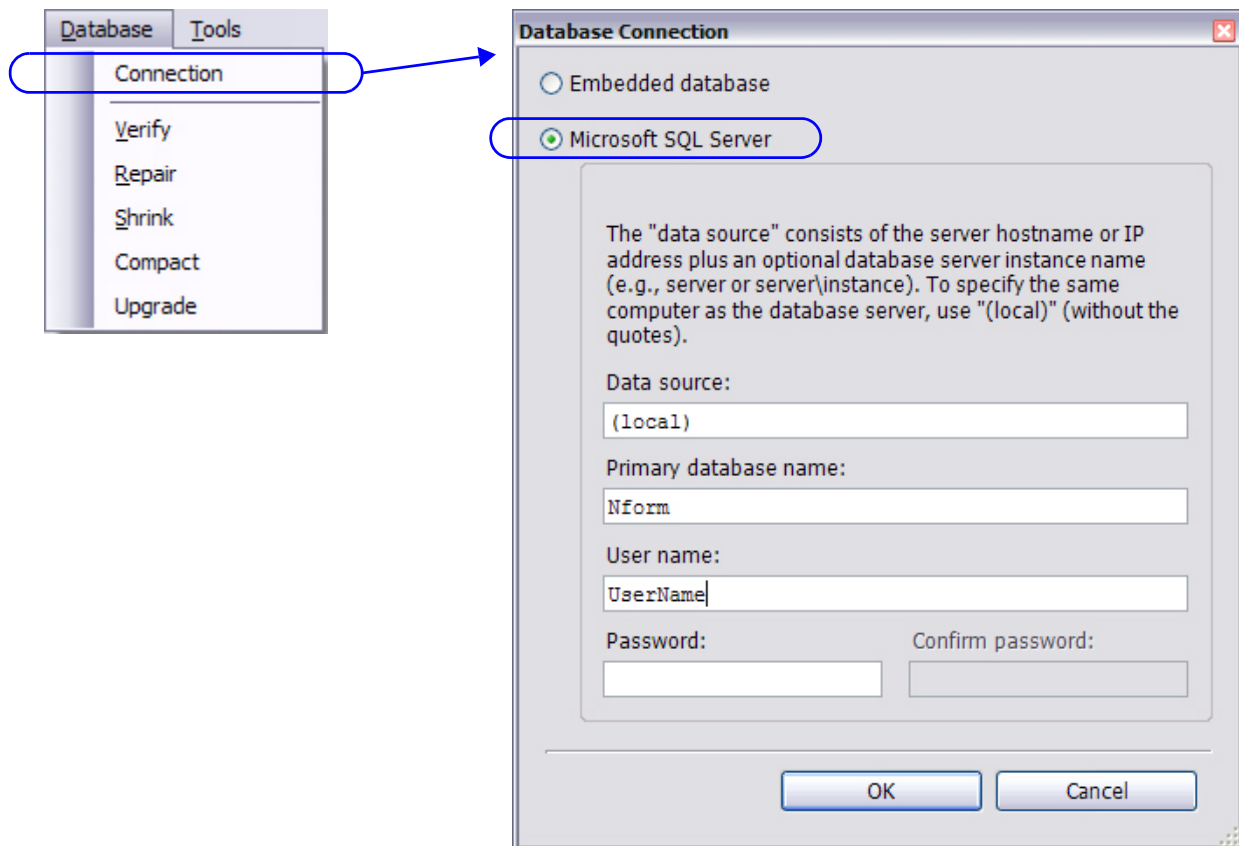 Database Tools
Connection
Verify
Repair
Shrink
Compact
Upgrade
Database Connection
Embedded database
Microsoft SQL Server
The "data source" consists of the server hostname or IP
address plus an optional database server instance name
(e.g., server or server\instance). To specify the same
computer as the database server, use "(local)" (without the
quotes).
Data source:
(local)
Primary database name:
Nform
User name:
UserName
Password: Confirm password:
OK Cancel